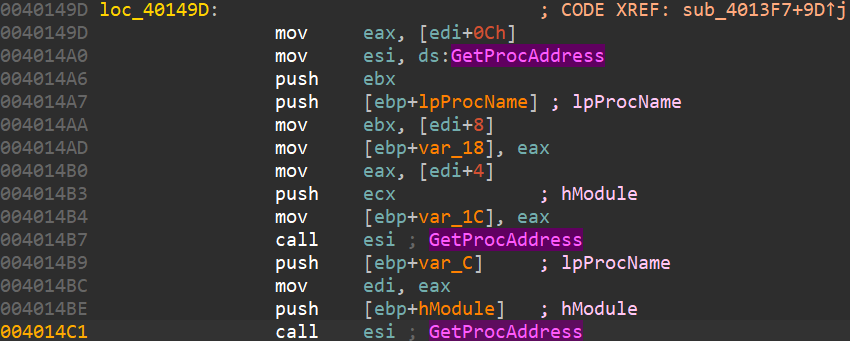 0040149D loc_40149D: ; CODE XREF: sub_4013F7+9D↑j
0040149D mov eax, [edi+0Ch]
004014A0 mov esi, ds:GetProcAddress
004014A6 push ebx
004014A7 push [ebp+lpProcName] ; lpProcName
004014AA mov ebx, [edi+8]
004014AD mov [ebp+var_18], eax
004014B0 mov eax, [edi+4]
004014B3 push ecx ; hModule
004014B4 mov [ebp+var_1C], eax
004014B7 call esi ; GetProcAddress
004014B9 push [ebp+var_C] ; lpProcName
004014BC mov edi, eax
004014BE push [ebp+hModule] ; hModule
004014C1 call esi ; GetProcAddress